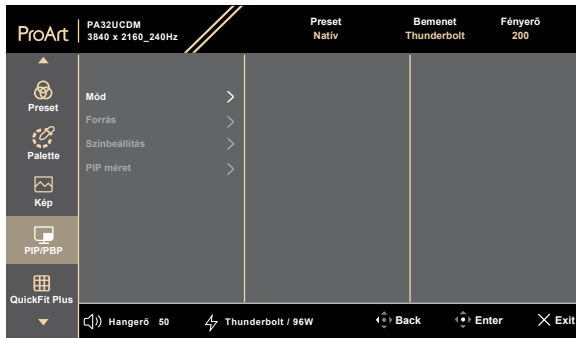 ProArt
PA32UCDM
3840 x 2160_240Hz
Preset
Natív
Bemenet
Thunderbolt
Fényerő
200
Preset
Palette
Kép
PIP/PBP
QuickFit Plus
Mód
Forrás
Színbeállítás
PIP méret
Hangerő 50
Thunderbolt / 96W
Back
Enter
Exit